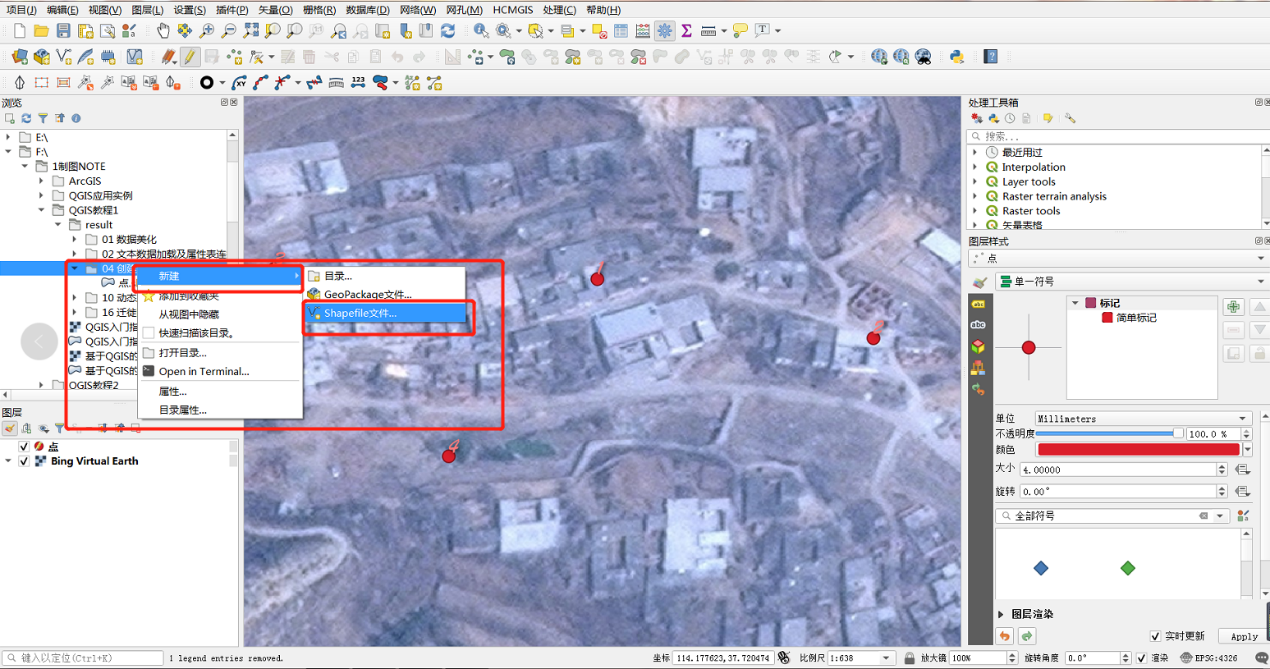 项目(J) 编辑(E) 视图(V) 图层(L) 设置(S) 插件(P) 矢量(O) 栅格(R) 数据库(D) 网络(W) 网孔(M) HCMGIS 处理(C) 帮助(H)
浏览
E:\
F:\
1制图NOTE
ArcGIS
QGIS应用实例
QGIS教程1
result
01 数据美化
02 文本数据加载及属性表连
04 创建
点.
10 动态
16 迁徙
QGIS入门指
QGIS入门指
基于QGIS的
基于QGIS的
QGIS教程2
新建
添加到收藏夹
从视图中隐藏
快速扫描该目录。
打开目录...
Open in Terminal...
属性...
目录属性...
目录...
GeoPackage文件...
Shapefile文件...
图层
点
Bing Virtual Earth
4
处理工具箱
搜索...
最近用过
Interpolation
Layer tools
Raster terrain analysis
Raster tools
矢量表格
图层样式
点
单一符号
标记
简单标记
单位 Millimeters
不透明度 100.0 %
颜色
大小 4.00000
旋转 0.00°
全部符号
图层渲染
实时更新 Apply
键入以定位(Ctrl+K) 1 legend entries removed. 坐标 114.177623,37.720474 比例尺 1:638 放大镜 100% 旋转角度 0.0° 渲染 EPSG:4326